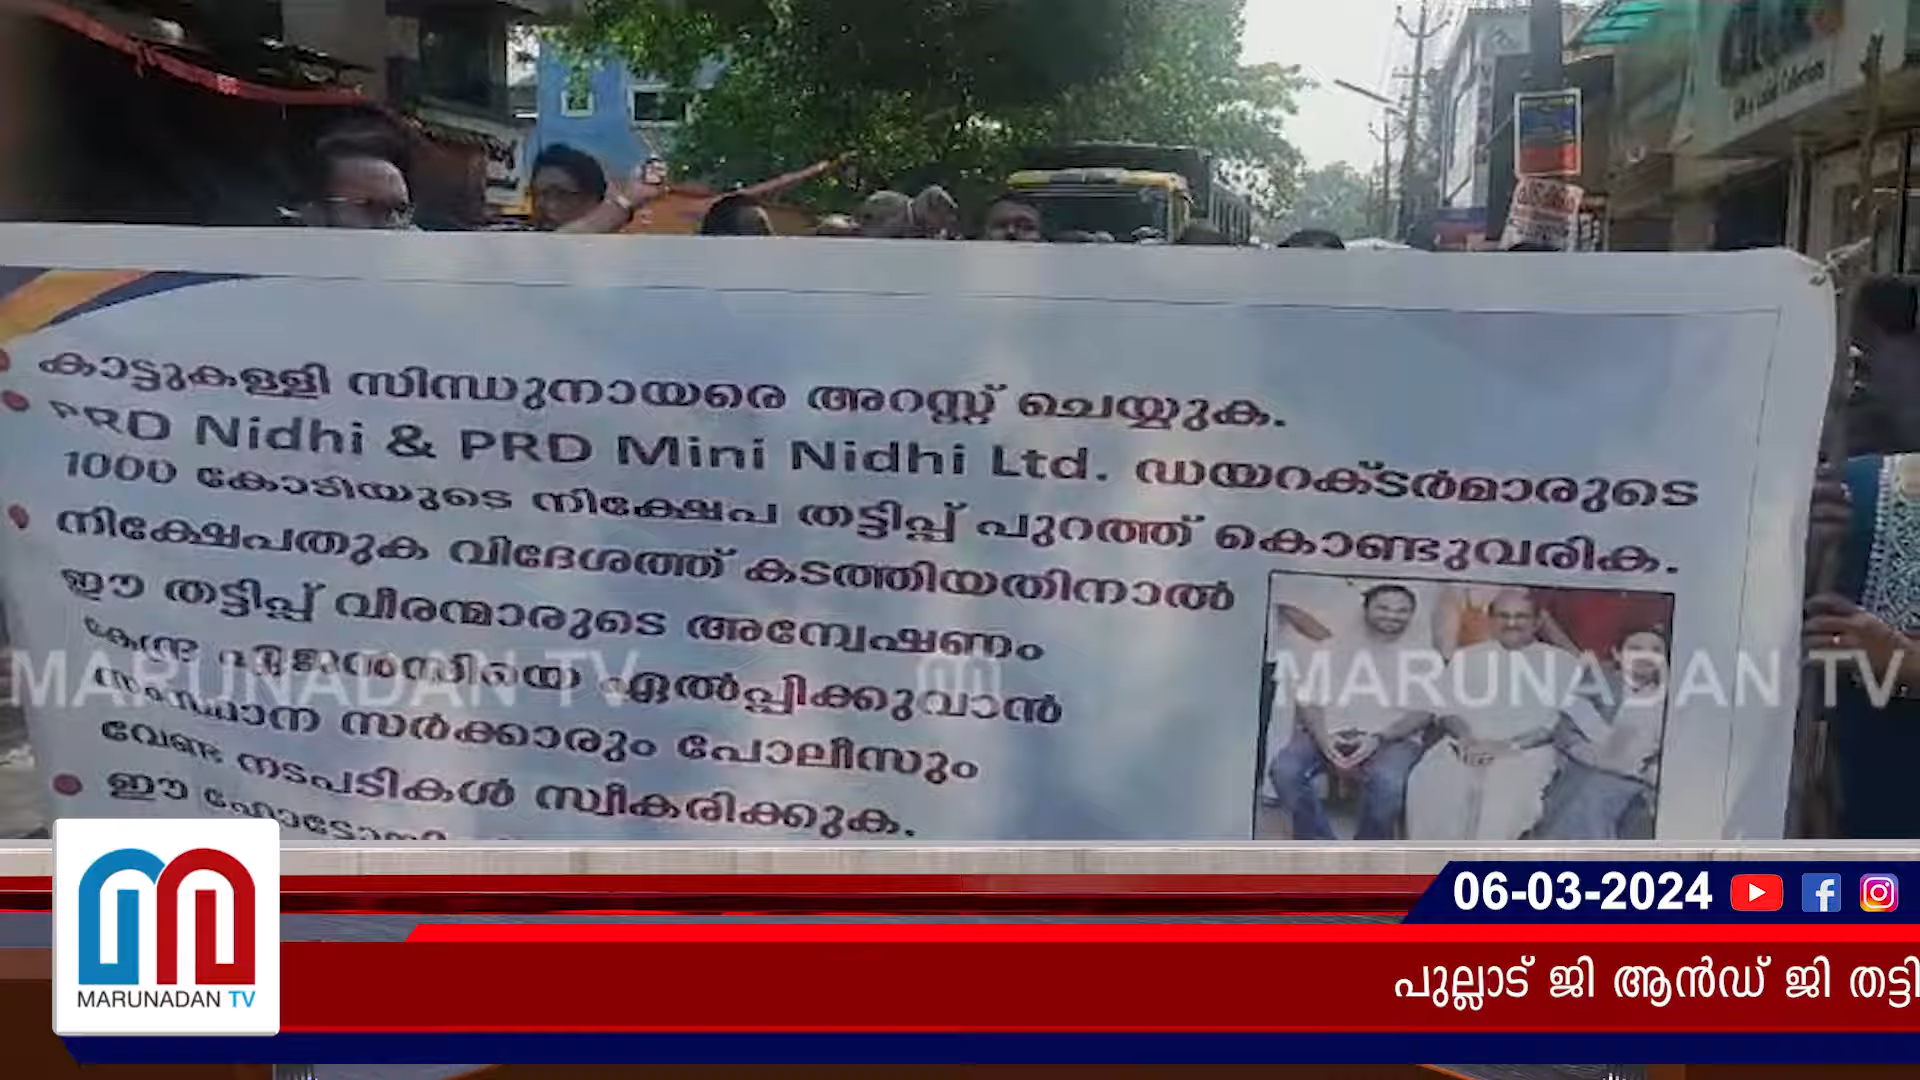 കാട്ടുകള്ളി സിന്ധുനായരെ അറസ്റ്റ് ചെയ്യുക.
PRD Nidhi & PRD Mini Nidhi Ltd. ഡയറക്ടർമാരുടെ
1000 കോടിയുടെ നിക്ഷേപ തട്ടിപ്പ് പുറത്ത് കൊണ്ടുവരിക.
നിക്ഷേപതുക വിദേശത്ത് കടത്തിയതിനാൽ
ഈ തട്ടിപ്പ് വീരന്മാരുടെ അന്വേഷണം
കേന്ദ്ര ഏജൻസിയെ ഏൽപ്പിക്കുവാൻ
സംസ്ഥാന സർക്കാരും പോലീസും
വേണ്ട നടപടികൾ സ്വീകരിക്കുക.
ഈ
MARUNADAN TV
MARUNADAN TV
06-03-2024
MARUNADAN TV
പുല്ലാട് ജി ആൻഡ് ജി തട്ടി